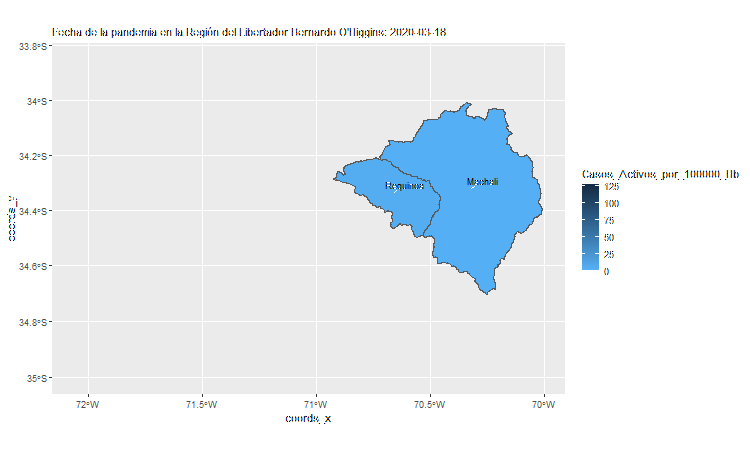 Fecha de la pandemia en la Región del Libertador Bernardo O'Higgins: 2020-03-18
33.8°S
34°S
34.2°S
34.4°S
34.6°S
34.8°S
35°S
coords_y
Requínoa
Machalí
72°W
71.5°W
71°W
70.5°W
70°W
coords_x
Casos_Activos_por_100000_Hb
125
100
75
50
25
0